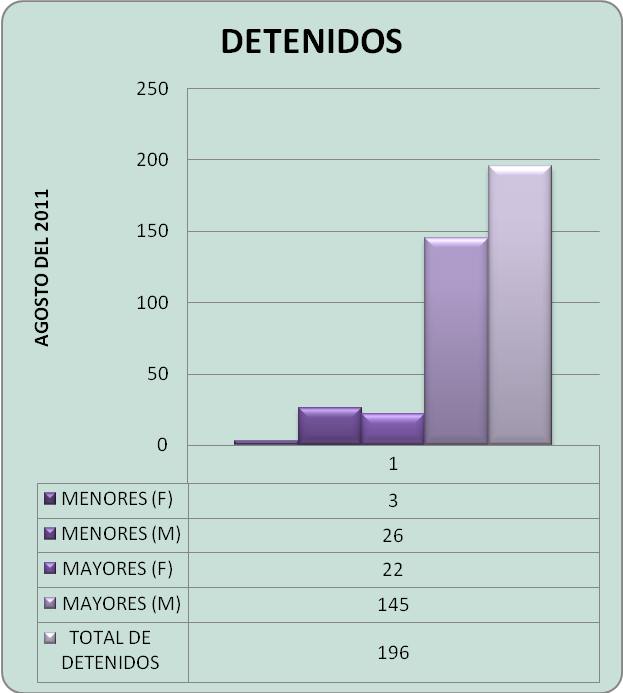 DETENIDOS
AGOSTO DEL 2011
250
200
150
100
50
0
1
MENORES (F) 3
MENORES (M) 26
MAYORES (F) 22
MAYORES (M) 145
TOTAL DE
DETENIDOS 196